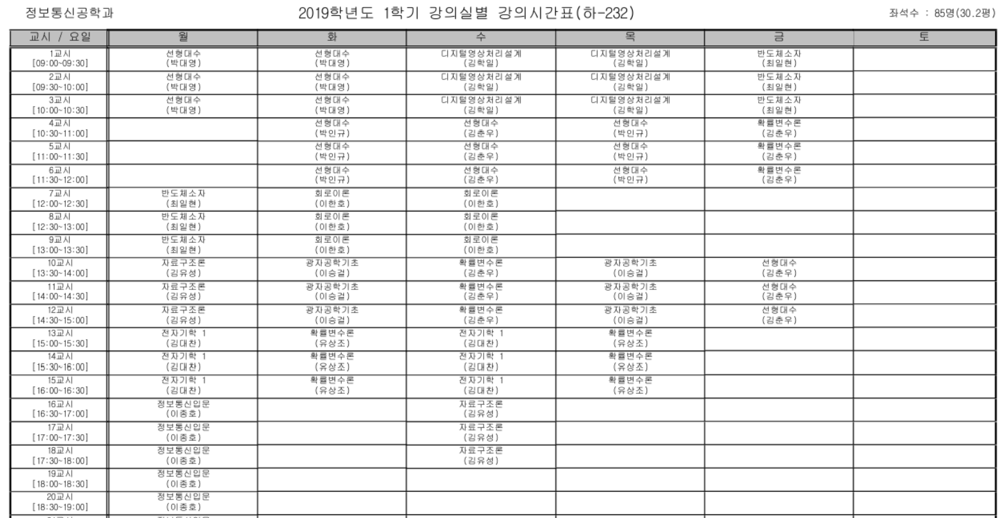 정보통신공학과 2019학년도 1학기 강의실별 강의시간표(하-232) 좌석수 : 85명(30.2평)
교시 / 요일 월 화 수 목 금 토
1교시 선형대수 선형대수 디지털영상처리설계 디지털영상처리설계 반도체소자
[09:00~09:30] (박대영) (박대영) (김학일) (김학일) (최일현)
2교시 선형대수 선형대수 디지털영상처리설계 디지털영상처리설계 반도체소자
[09:30~10:00] (박대영) (박대영) (김학일) (김학일) (최일현)
3교시 선형대수 선형대수 디지털영상처리설계 디지털영상처리설계 반도체소자
[10:00~10:30] (박대영) (박대영) (김학일) (김학일) (최일현)
4교시 선형대수 선형대수 선형대수 확률변수론
[10:30~11:00] (박인규) (김춘우) (박인규) (김춘우)
5교시 선형대수 선형대수 선형대수 확률변수론
[11:00~11:30] (박인규) (김춘우) (박인규) (김춘우)
6교시 선형대수 선형대수 선형대수 확률변수론
[11:30~12:00] (박인규) (김춘우) (박인규) (김춘우)
7교시 반도체소자 회로이론 회로이론
[12:00~12:30] (최일현) (이한호) (이한호)
8교시 반도체소자 회로이론 회로이론
[12:30~13:00] (최일현) (이한호) (이한호)
9교시 반도체소자 회로이론 회로이론
[13:00~13:30] (최일현) (이한호) (이한호)
10교시 자료구조론 광자공학기초 확률변수론 광자공학기초 선형대수
[13:30~14:00] (김유성) (이승걸) (김춘우) (이승걸) (김춘우)
11교시 자료구조론 광자공학기초 확률변수론 광자공학기초 선형대수
[14:00~14:30] (김유성) (이승걸) (김춘우) (이승걸) (김춘우)
12교시 자료구조론 광자공학기초 확률변수론 광자공학기초 선형대수
[14:30~15:00] (김유성) (이승걸) (김춘우) (이승걸) (김춘우)
13교시 전자기학 1 확률변수론 전자기학 1 확률변수론
[15:00~15:30] (김대찬) (유상조) (김대찬) (유상조)
14교시 전자기학 1 확률변수론 전자기학 1 확률변수론
[15:30~16:00] (김대찬) (유상조) (김대찬) (유상조)
15교시 전자기학 1 확률변수론 전자기학 1 확률변수론
[16:00~16:30] (김대찬) (유상조) (김대찬) (유상조)
16교시 정보통신입문 자료구조론
[16:30~17:00] (이종호) (김유성)
17교시 정보통신입문 자료구조론
[17:00~17:30] (이종호) (김유성)
18교시 정보통신입문 자료구조론
[17:30~18:00] (이종호) (김유성)
19교시 정보통신입문
[18:00~18:30] (이종호)
20교시 정보통신입문
[18:30~19:00] (이종호)